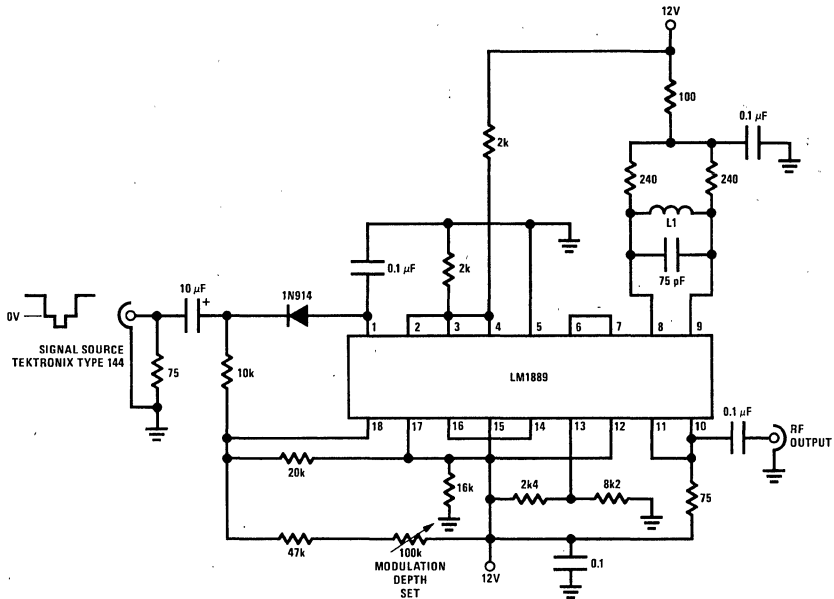 12V
100
0.1 µF
2k
240
240
L1
75 pF
0.1 µF
2k
10 µF
+
1N914
0V
SIGNAL SOURCE
TEKTRONIX TYPE 144
75
10k
1
2
3
4
5
6
7
8
9
LM1889
18
17
16
15
14
13
12
11
10
0.1 µF
RF
OUTPUT
20k
16k
2k4
8k2
75
47k
100k
MODULATION
DEPTH
SET
12V
0.1